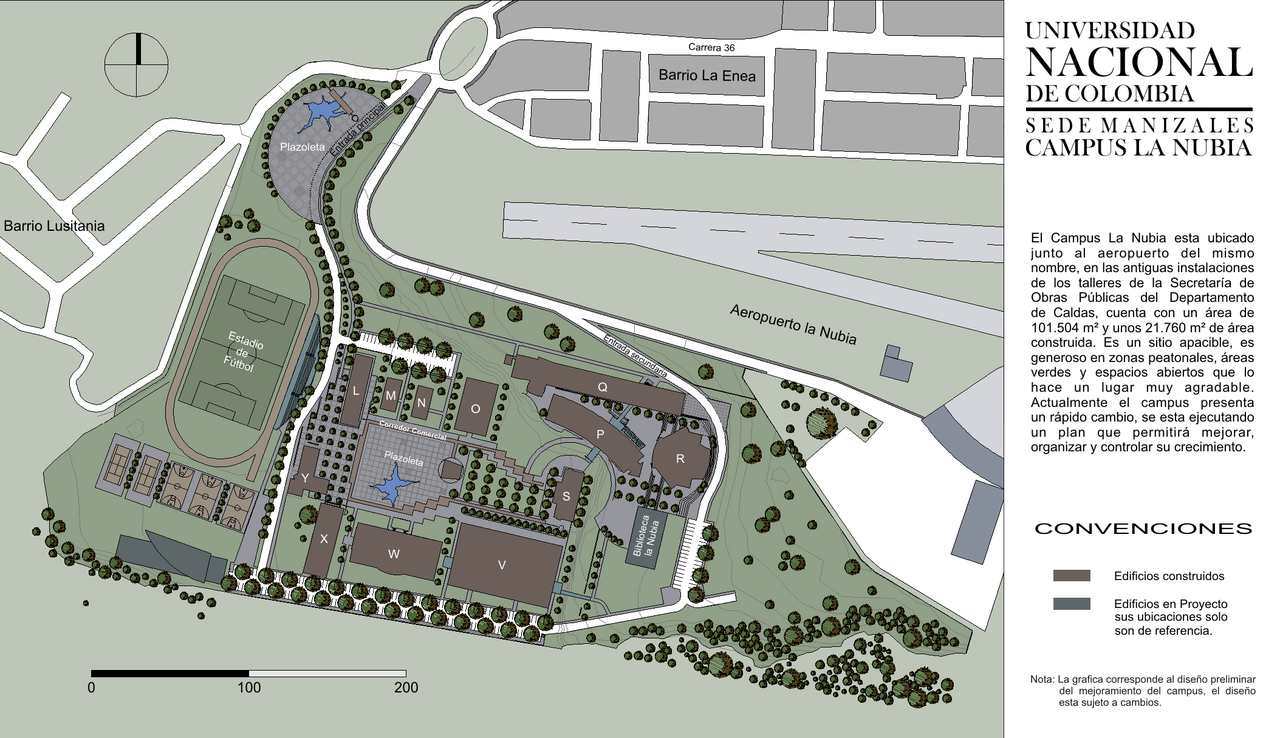 Carrera 36
Barrio La Enea
Entrada principal
Plazoleta
Barrio Lusitania
Aeropuerto la Nubia
Entrada secundaria
Estadio
de
Fútbol
L
M
N
O
Q
P
R
S
Corredor Comercial
Plazoleta
Y
X
W
V
Biblioteca
la Nubia
0 100 200
UNIVERSIDAD
NACIONAL
DE COLOMBIA
SEDE MANIZALES
CAMPUS LA NUBIA
El Campus La Nubia esta ubicado
junto al aeropuerto del mismo
nombre, en las antiguas instalaciones
de los talleres de la Secretaría de
Obras Públicas del Departamento
de Caldas, cuenta con un área de
101.504 m² y unos 21.760 m² de área
construida. Es un sitio apacible, es
generoso en zonas peatonales, áreas
verdes y espacios abiertos que lo
hace un lugar muy agradable.
Actualmente el campus presenta
un rápido cambio, se esta ejecutando
un plan que permitirá mejorar,
organizar y controlar su crecimiento.
CONVENCIONES
Edificios construidos
Edificios en Proyecto
sus ubicaciones solo
son de referencia.
Nota: La grafica corresponde al diseño preliminar
del mejoramiento del campus, el diseño
esta sujeto a cambios.